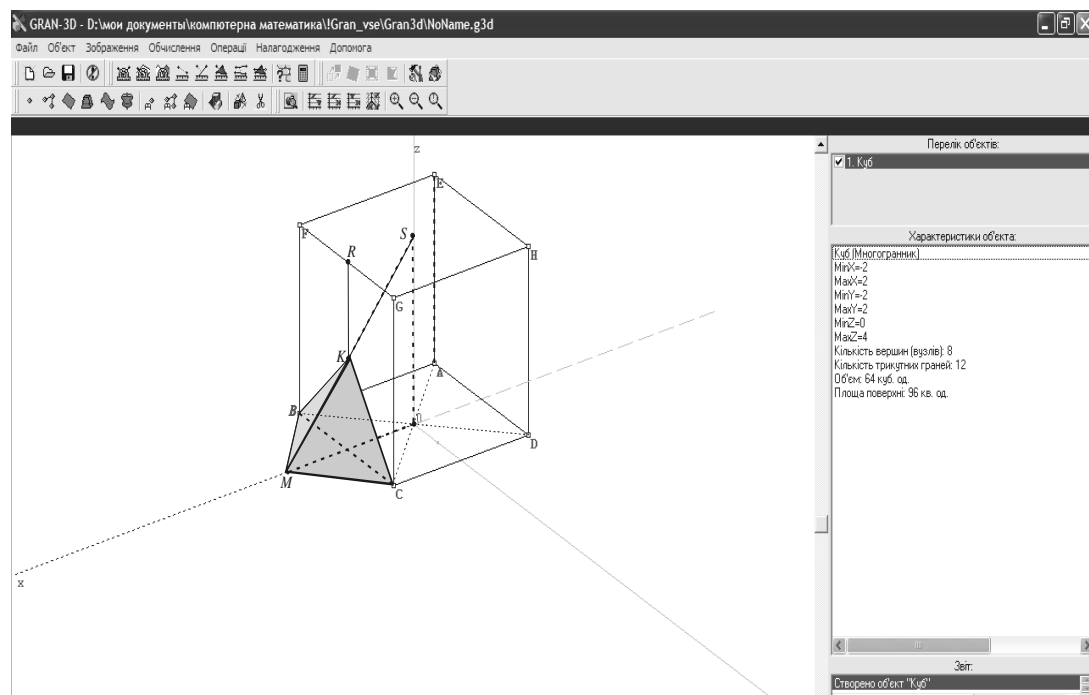 GRAN-3D - D:\мои документы\компютерна математика\!Gran_vse\Gran3d\NoName.g3d
Файл Об'єкт Зображення Обчислення Операції Налагодження Допонога
z
E
F
S
R
H
G
K
A
B
0
D
M
C
x
Перелік об'єктів:
1. Куб
Характеристики об'єкта:
Куб (Многогранник)
MinX=-2
MaxX=2
MinY=-2
MaxY=2
MinZ=0
MaxZ=4
Кількість вершин (вузлів): 8
Кількість трикутних граней: 12
Об'єм: 64 куб. од.
Площа поверхні: 96 кв. од.
Звіт:
Створено об'єкт "Куб"